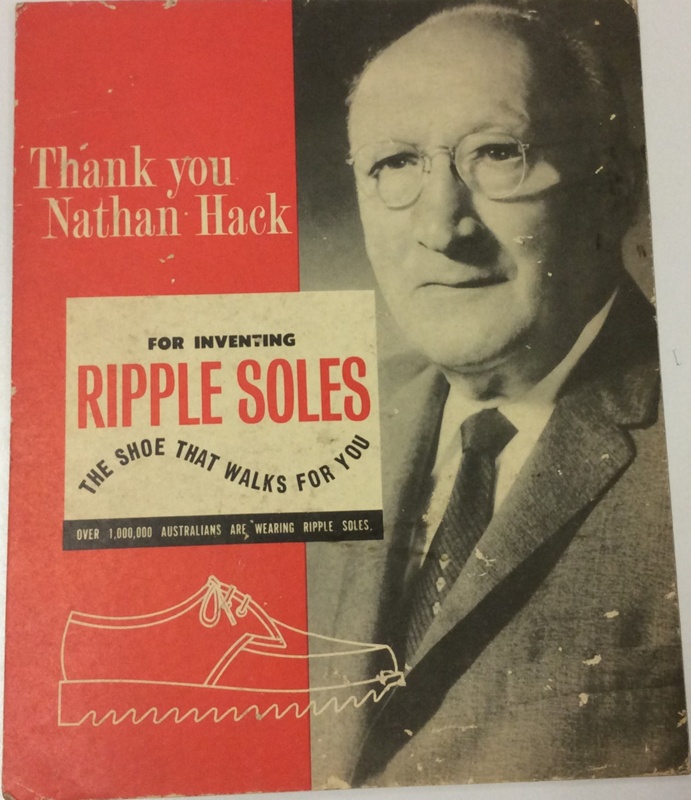 Thank you
Nathan Hack
FOR INVENTING
RIPPLE SOLES
THE SHOE THAT WALKS FOR YOU
OVER 1,000,000 AUSTRALIANS ARE WEARING RIPPLE SOLES.